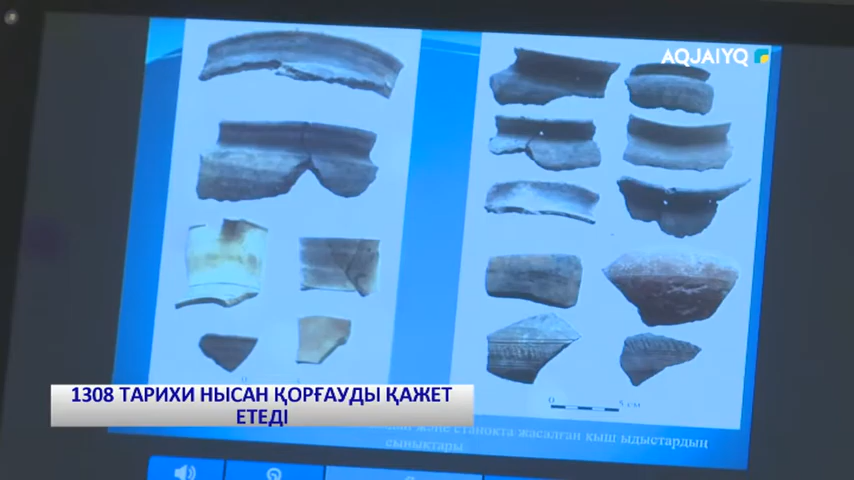 AQJAIYQ
0
5 см
және станокта жасалған қыш ыдыстардың
сынықтары
1308 ТАРИХИ НЫСАН ҚОРҒАУДЫ ҚАЖЕТ
ЕТЕДІ